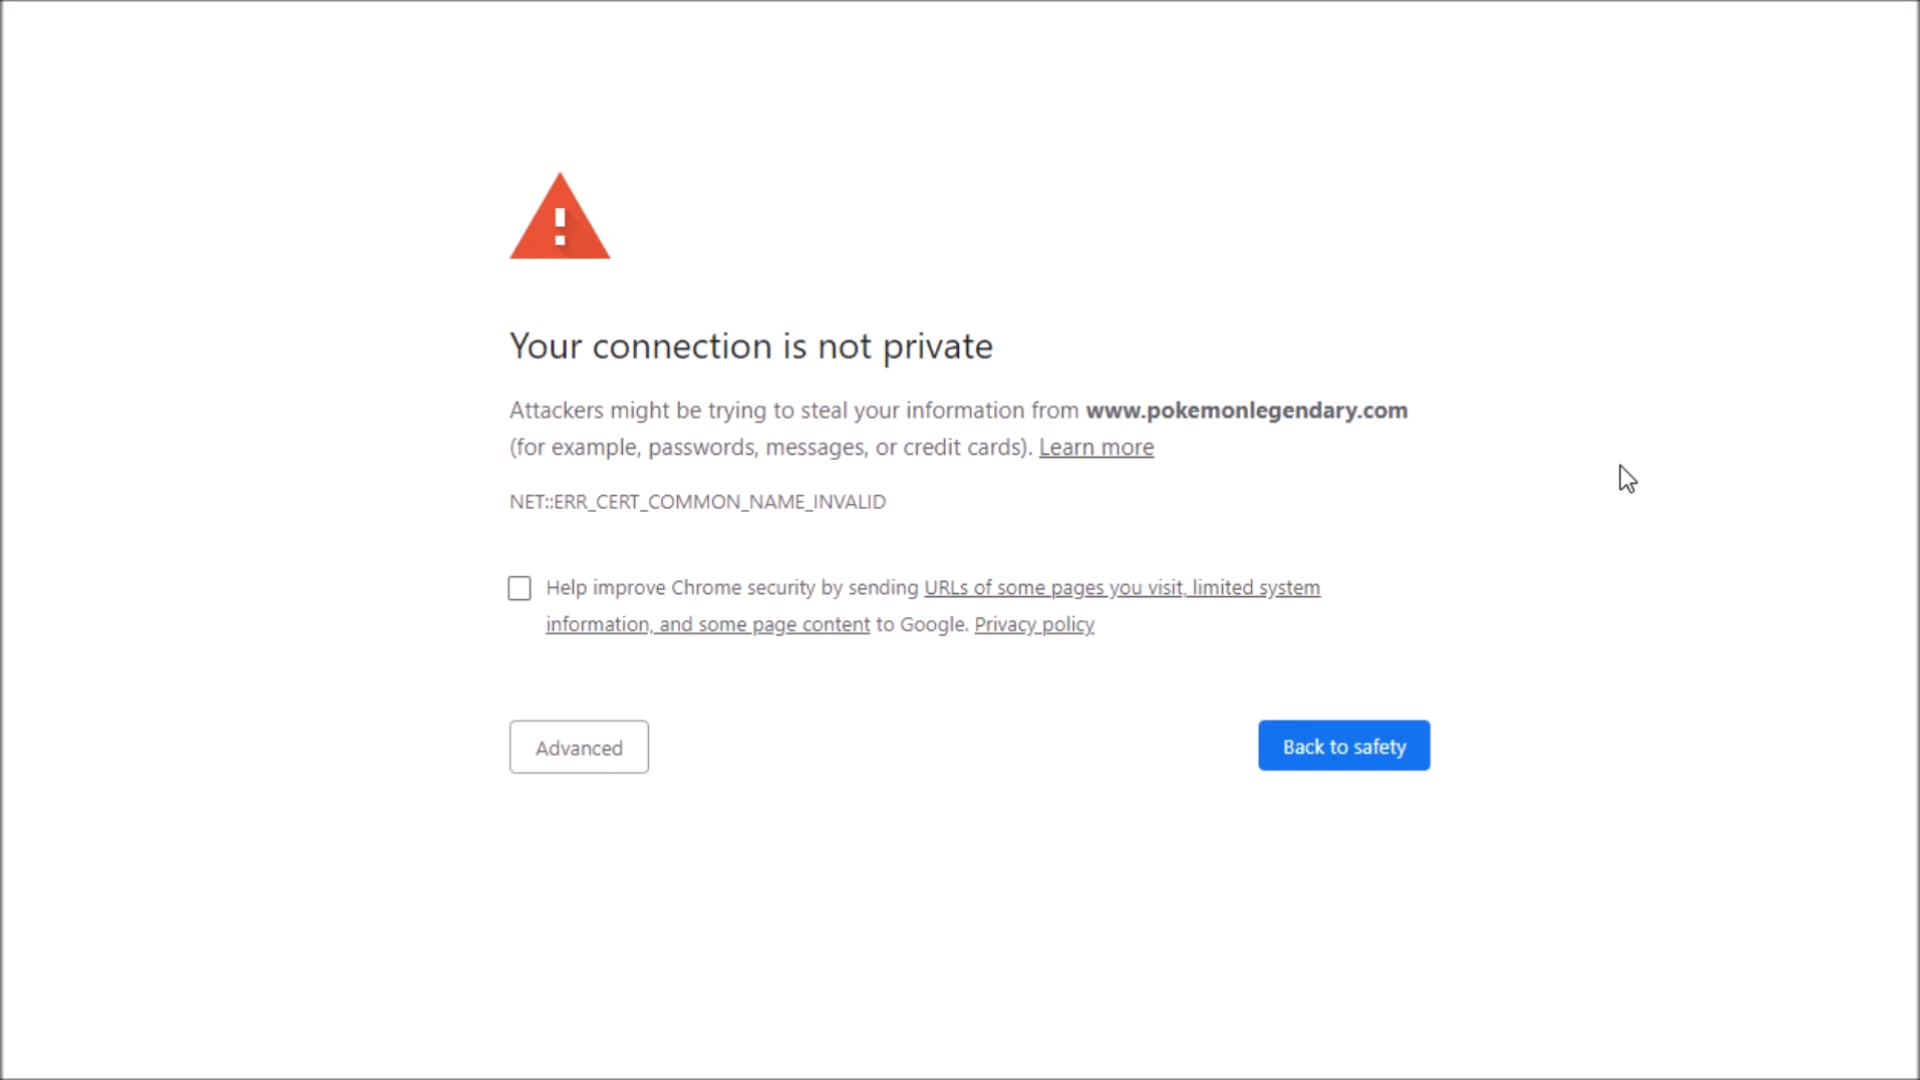 Your connection is not private
Attackers might be trying to steal your information from www.pokemonlegendary.com
(for example, passwords, messages, or credit cards). Learn more
NET::ERR_CERT_COMMON_NAME_INVALID
Help improve Chrome security by sending URLs of some pages you visit, limited system
information, and some page content to Google. Privacy policy
Advanced
Back to safety